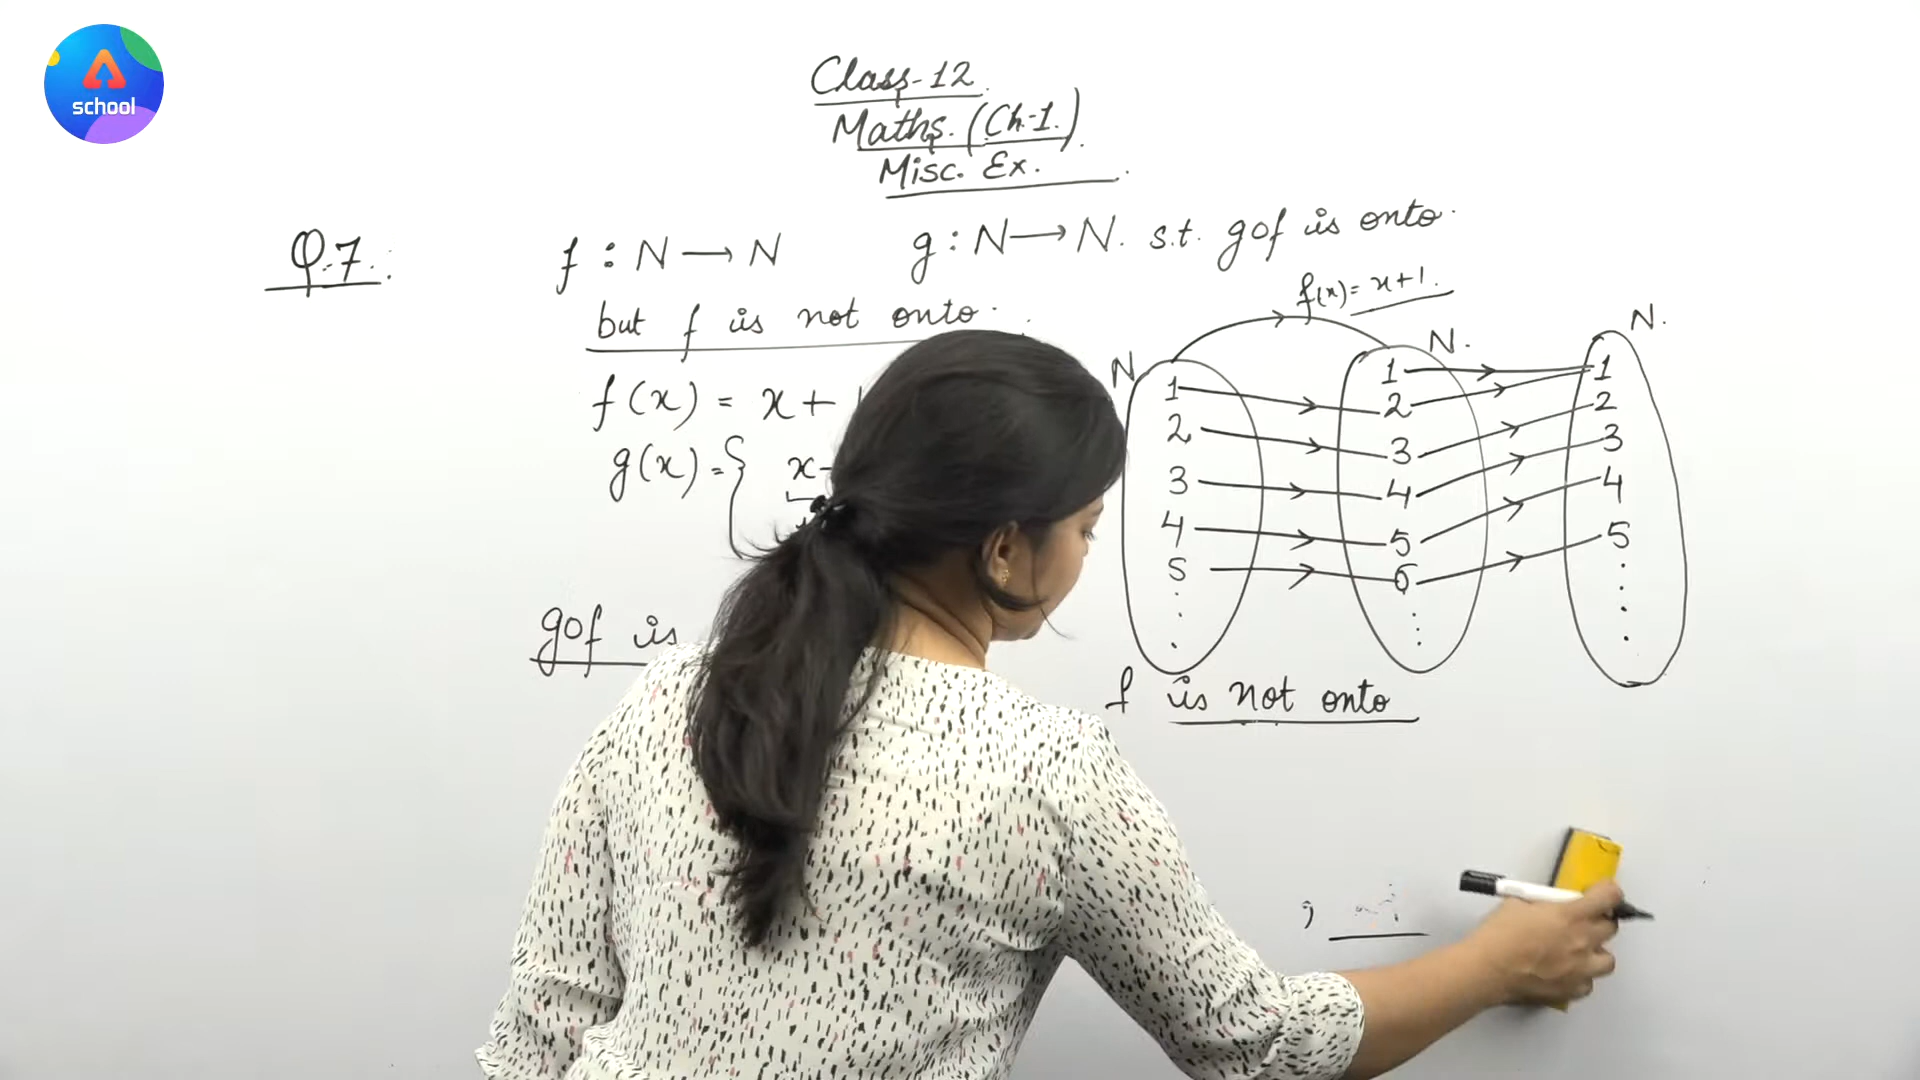 school
Class-12
Maths. (Ch-1.)
Misc. Ex.
Q.7.
f : N → N g : N → N. s.t. gof is onto.
but f is not onto.
f(x) = x+1.
N N. N.
f(x) = x+
g(x) = { x-
1 1 1
2 2 2
3 3 3
4 4 4
5 5 5
6
gof is
f is not onto